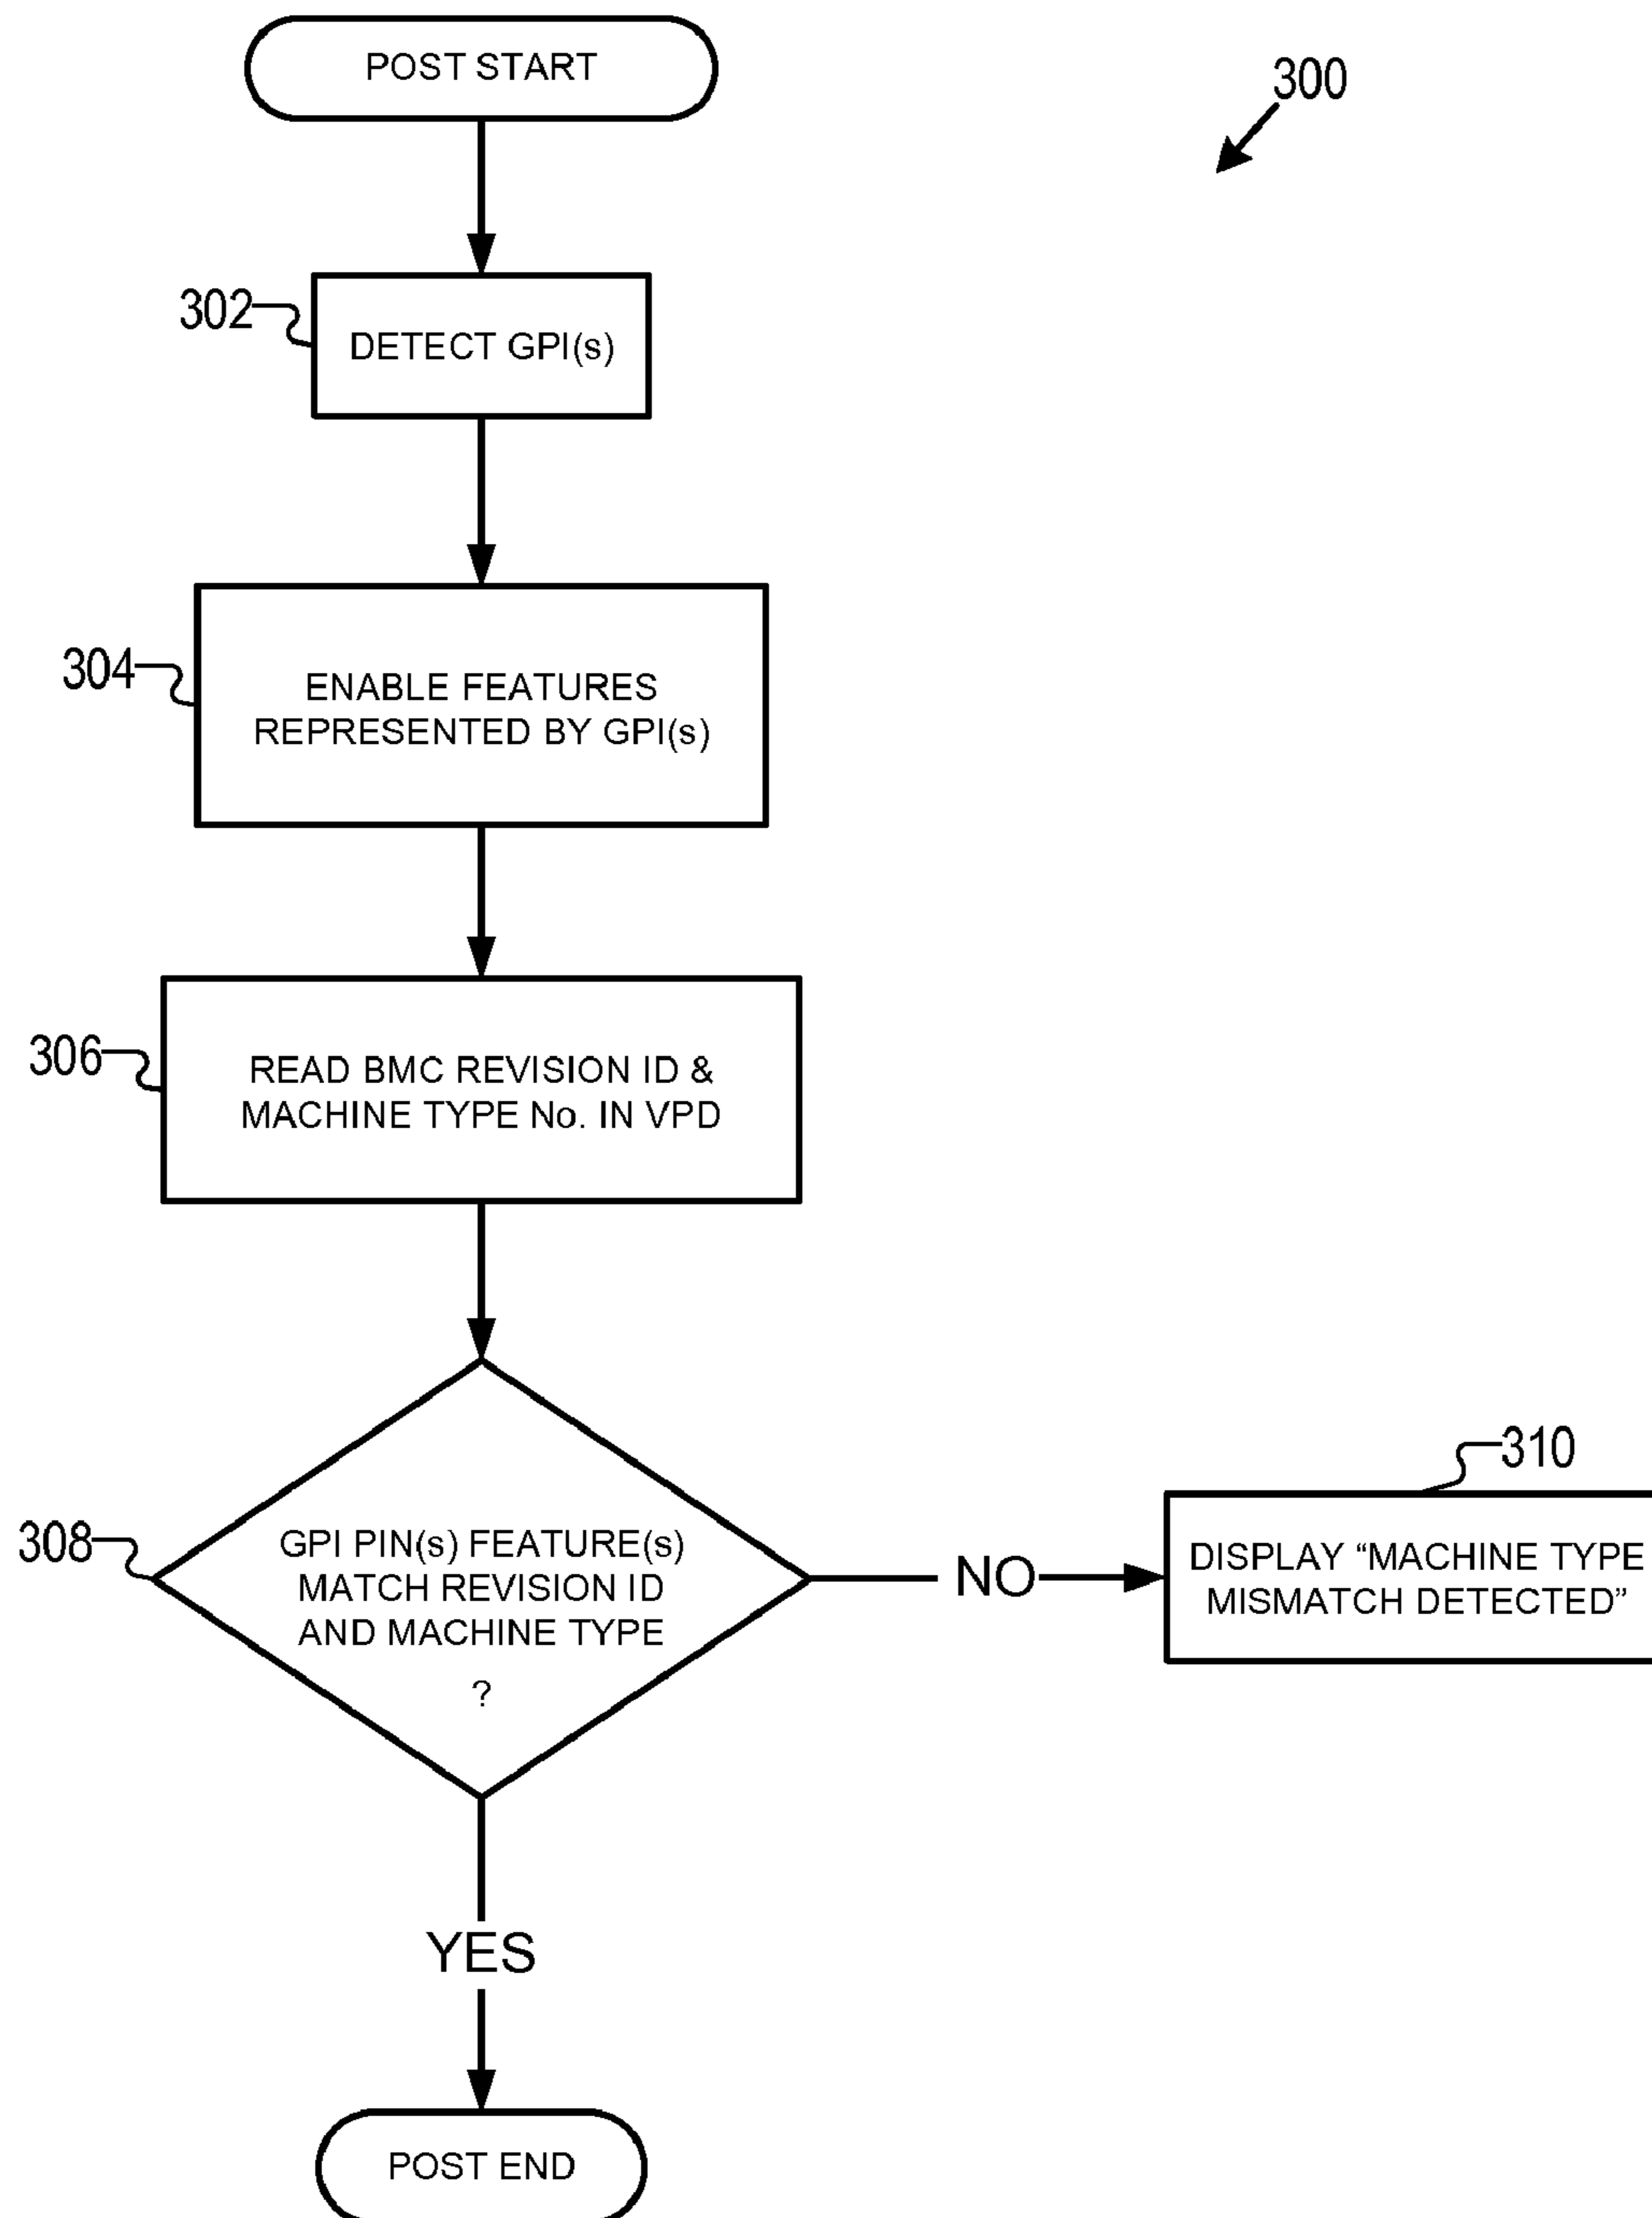 POST START
300
302
DETECT GPI(s)
304
ENABLE FEATURES
REPRESENTED BY GPI(s)
306
READ BMC REVISION ID &
MACHINE TYPE No. IN VPD
308
GPI PIN(s) FEATURE(s)
MATCH REVISION ID
AND MACHINE TYPE
?
NO
310
DISPLAY “MACHINE TYPE
MISMATCH DETECTED”
YES
POST END